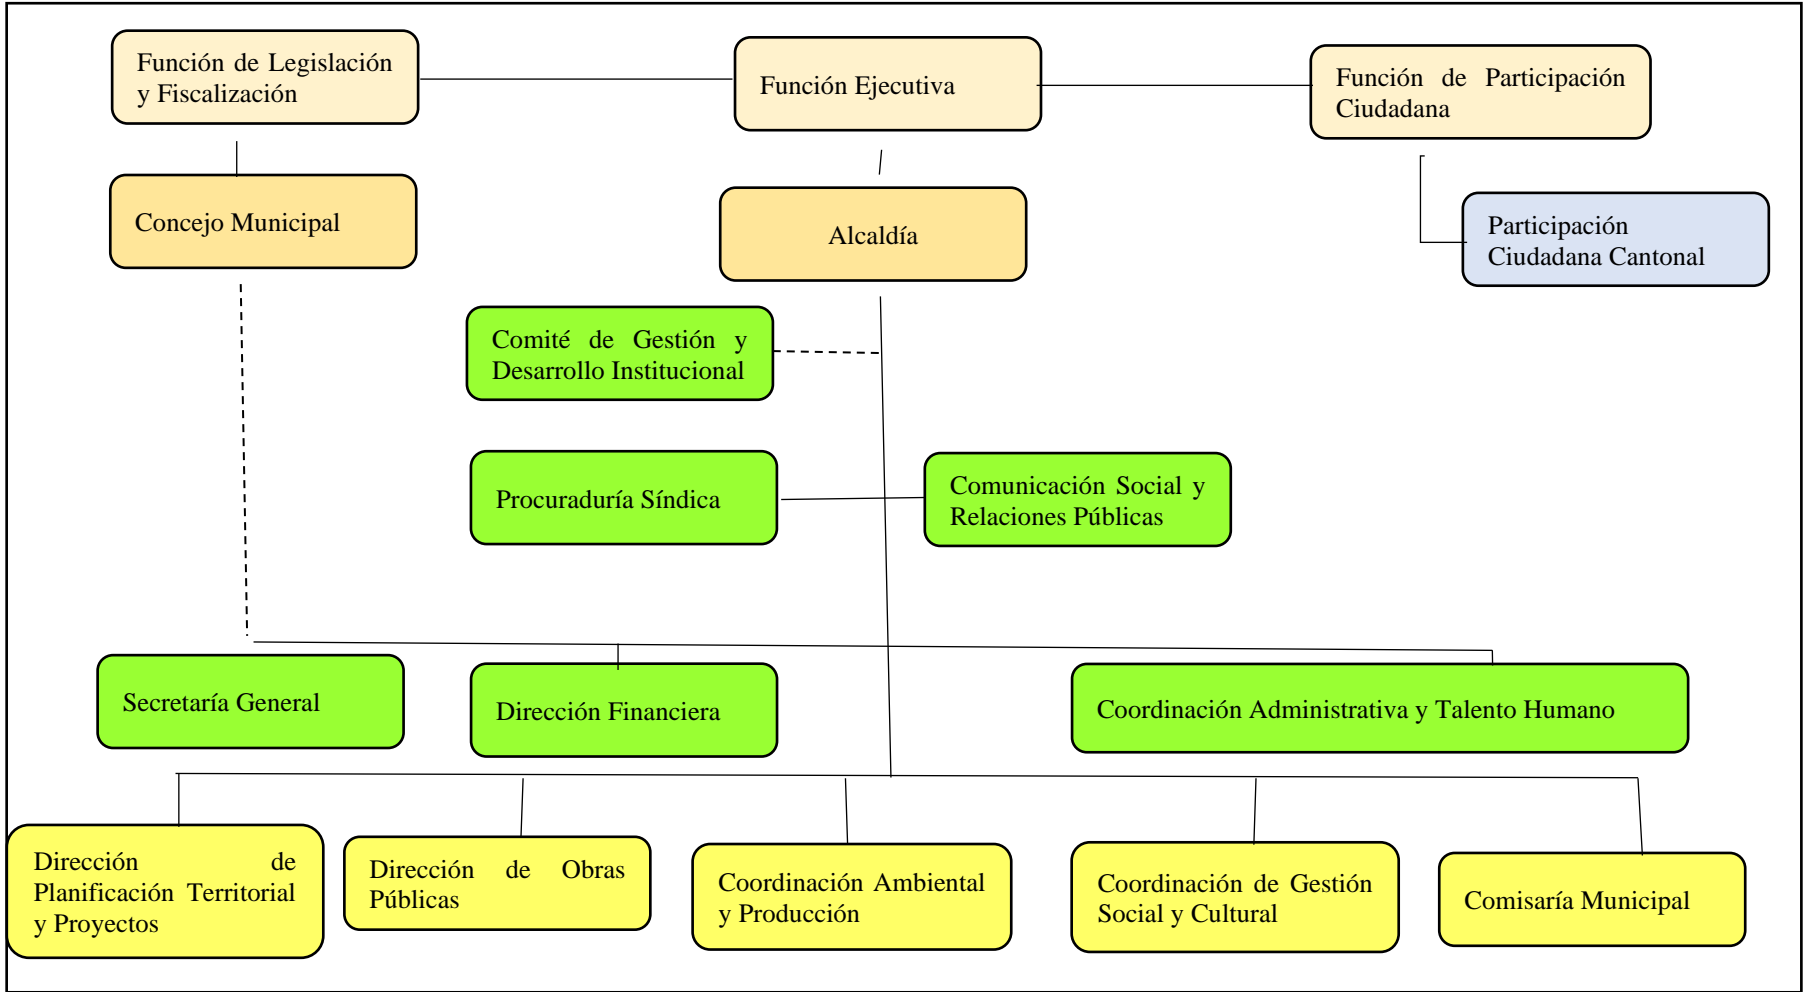 Función de Legislación
y Fiscalización
Función Ejecutiva
Función de Participación
Ciudadana
Concejo Municipal
Alcaldía
Participación
Ciudadana Cantonal
Comité de Gestión y
Desarrollo Institucional
Procuraduría Síndica
Comunicación Social y
Relaciones Públicas
Secretaría General
Dirección Financiera
Coordinación Administrativa y Talento Humano
Dirección de
Planificación Territorial
y Proyectos
Dirección de Obras
Públicas
Coordinación Ambiental
y Producción
Coordinación de Gestión
Social y Cultural
Comisaría Municipal